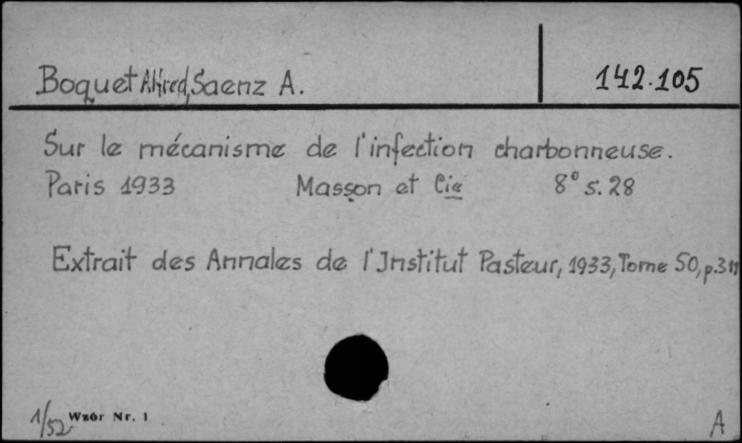 Boquet Alfred, Saenz A. 142.105
Sur le mécanisme de l'infection charbonneuse.
Paris 1933 Masson et Cie 8° s. 28
Extrait des Annales de l'Institut Pasteur, 1933, Tome 50, p.
1/52 Wzór Nr. 1
A